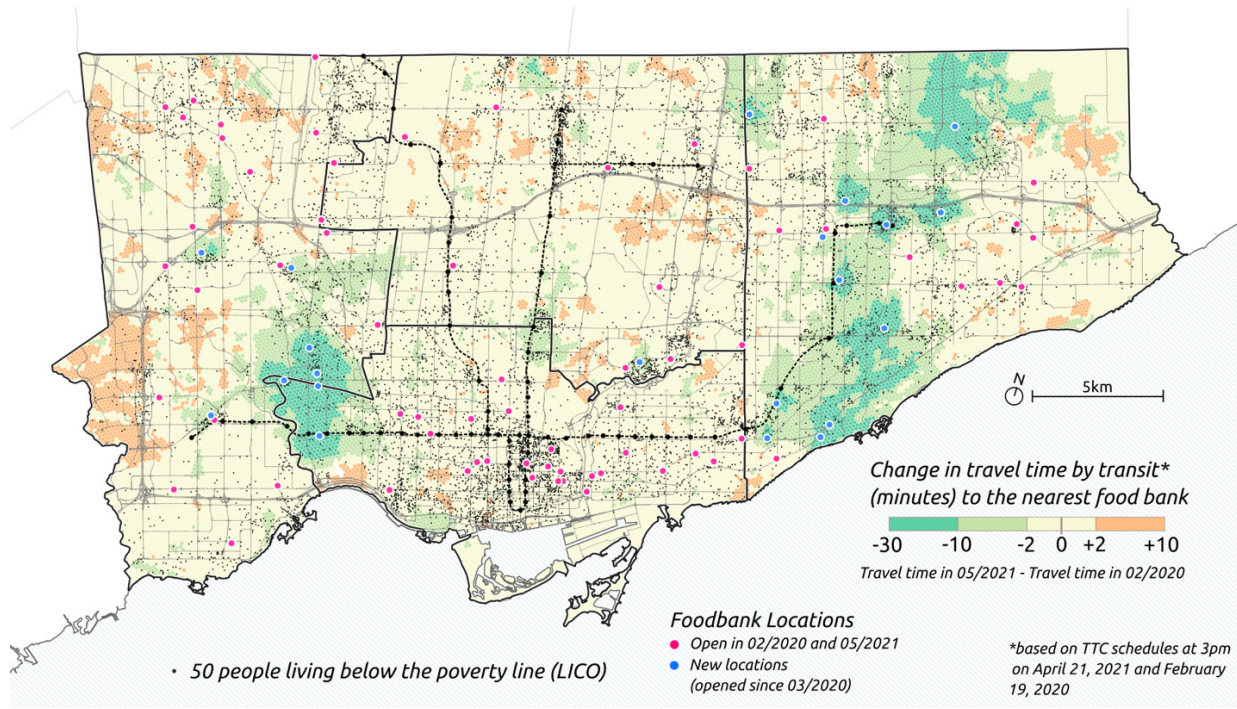 N
5km
Change in travel time by transit*
(minutes) to the nearest food bank
-30 -10 -2 0 +2 +10
Travel time in 05/2021 - Travel time in 02/2020
Foodbank Locations
Open in 02/2020 and 05/2021
New locations
(opened since 03/2020)
50 people living below the poverty line (LICO)
*based on TTC schedules at 3pm
on April 21, 2021 and February
19, 2020